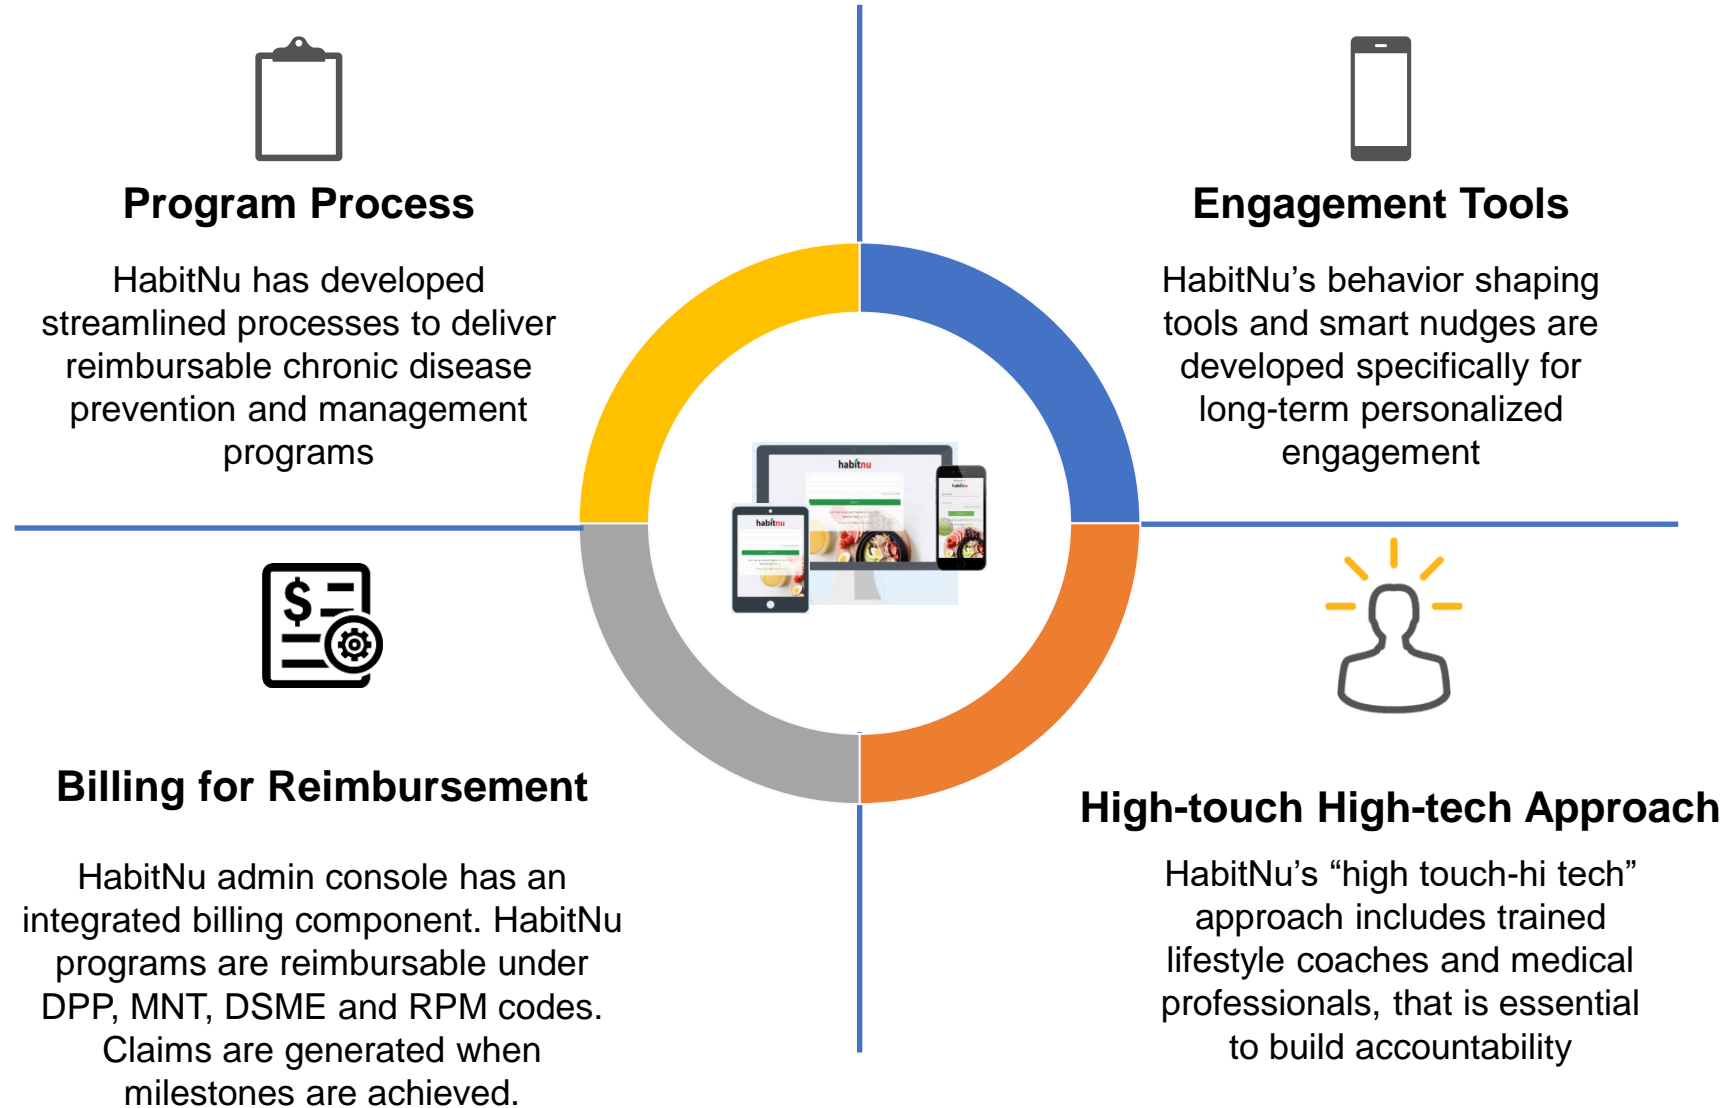 Program Process
HabitNu has developed
streamlined processes to deliver
reimbursable chronic disease
prevention and management
programs
Engagement Tools
HabitNu’s behavior shaping
tools and smart nudges are
developed specifically for
long-term personalized
engagement
habitnu
habitnu
habitnu
$
Billing for Reimbursement
HabitNu admin console has an
integrated billing component. HabitNu
programs are reimbursable under
DPP, MNT, DSME and RPM codes.
Claims are generated when
milestones are achieved.
High-touch High-tech Approach
HabitNu’s “high touch-hi tech”
approach includes trained
lifestyle coaches and medical
professionals, that is essential
to build accountability